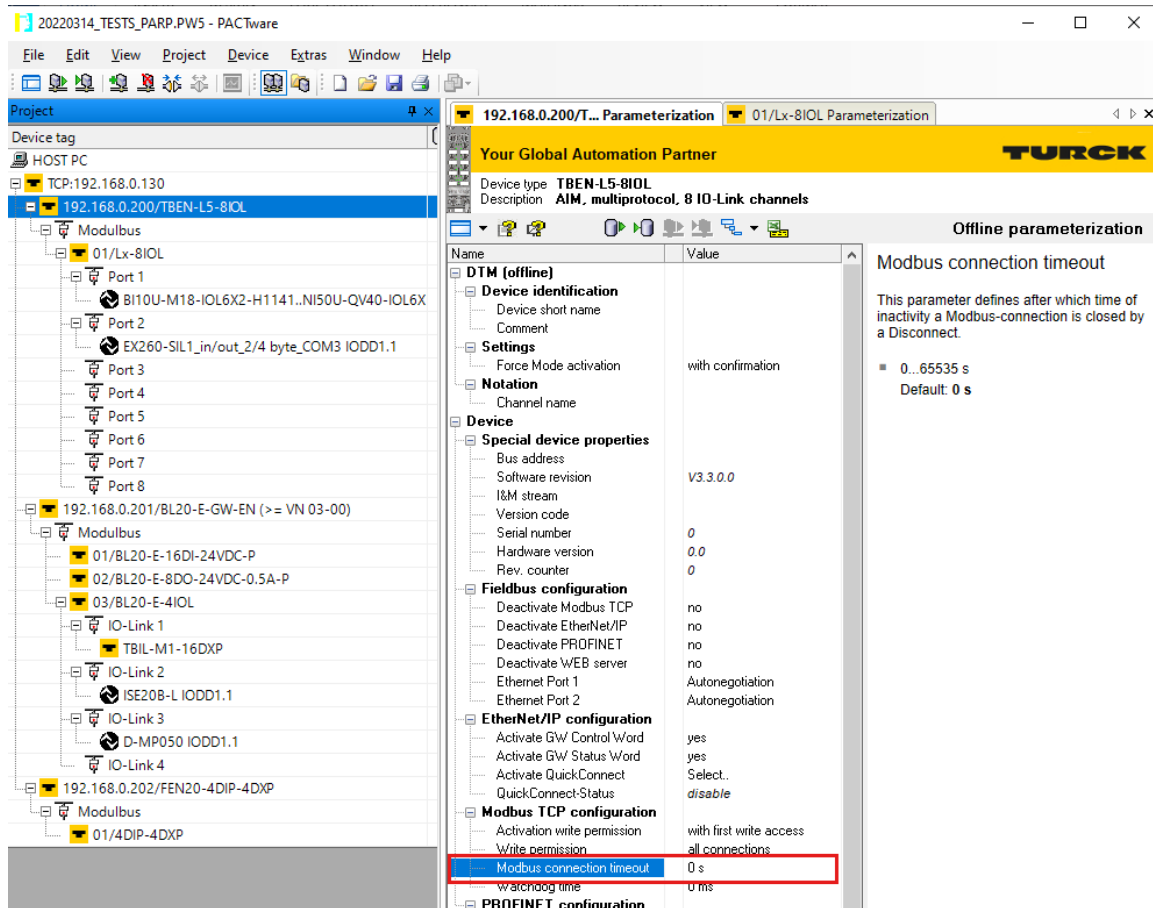 20220314_TESTS_PARP.PW5 - PACTware
File Edit View Project Device Extras Window Help
Project
Device tag
HOST PC
TCP:192.168.0.130
192.168.0.200/TBEN-L5-8IOL
Modulbus
01/Lx-8IOL
Port 1
BI10U-M18-IOL6X2-H1141..NI50U-QV40-IOL6X
Port 2
EX260-SIL1_in/out_2/4 byte_COM3 IODD1.1
Port 3
Port 4
Port 5
Port 6
Port 7
Port 8
192.168.0.201/BL20-E-GW-EN (>= VN 03-00)
Modulbus
01/BL20-E-16DI-24VDC-P
02/BL20-E-8DO-24VDC-0.5A-P
03/BL20-E-4IOL
IO-Link 1
TBIL-M1-16DXP
IO-Link 2
ISE20B-L IODD1.1
IO-Link 3
D-MP050 IODD1.1
IO-Link 4
192.168.0.202/FEN20-4DIP-4DXP
Modulbus
01/4DIP-4DXP
192.168.0.200/T... Parameterization 01/Lx-8IOL Parameterization
Your Global Automation Partner TURCK
Device type TBEN-L5-8IOL
Description AIM, multiprotocol, 8 IO-Link channels
Offline parameterization
Name Value
DTM (offline)
Device identification
Device short name
Comment
Settings
Force Mode activation with confirmation
Notation
Channel name
Device
Special device properties
Bus address
Software revision V3.3.0.0
I&M stream
Version code
Serial number 0
Hardware version 0.0
Rev. counter 0
Fieldbus configuration
Deactivate Modbus TCP no
Deactivate EtherNet/IP no
Deactivate PROFINET no
Deactivate WEB server no
Ethernet Port 1 Autonegotiation
Ethernet Port 2 Autonegotiation
EtherNet/IP configuration
Activate GW Control Word yes
Activate GW Status Word yes
Activate QuickConnect Select..
QuickConnect-Status disable
Modbus TCP configuration
Activation write permission with first write access
Write permission all connections
Modbus connection timeout 0 s
Watchdog time 0 ms
PROFINET configuration
Modbus connection timeout
This parameter defines after which time of
inactivity a Modbus-connection is closed by
a Disconnect.
0...65535 s
Default: 0 s